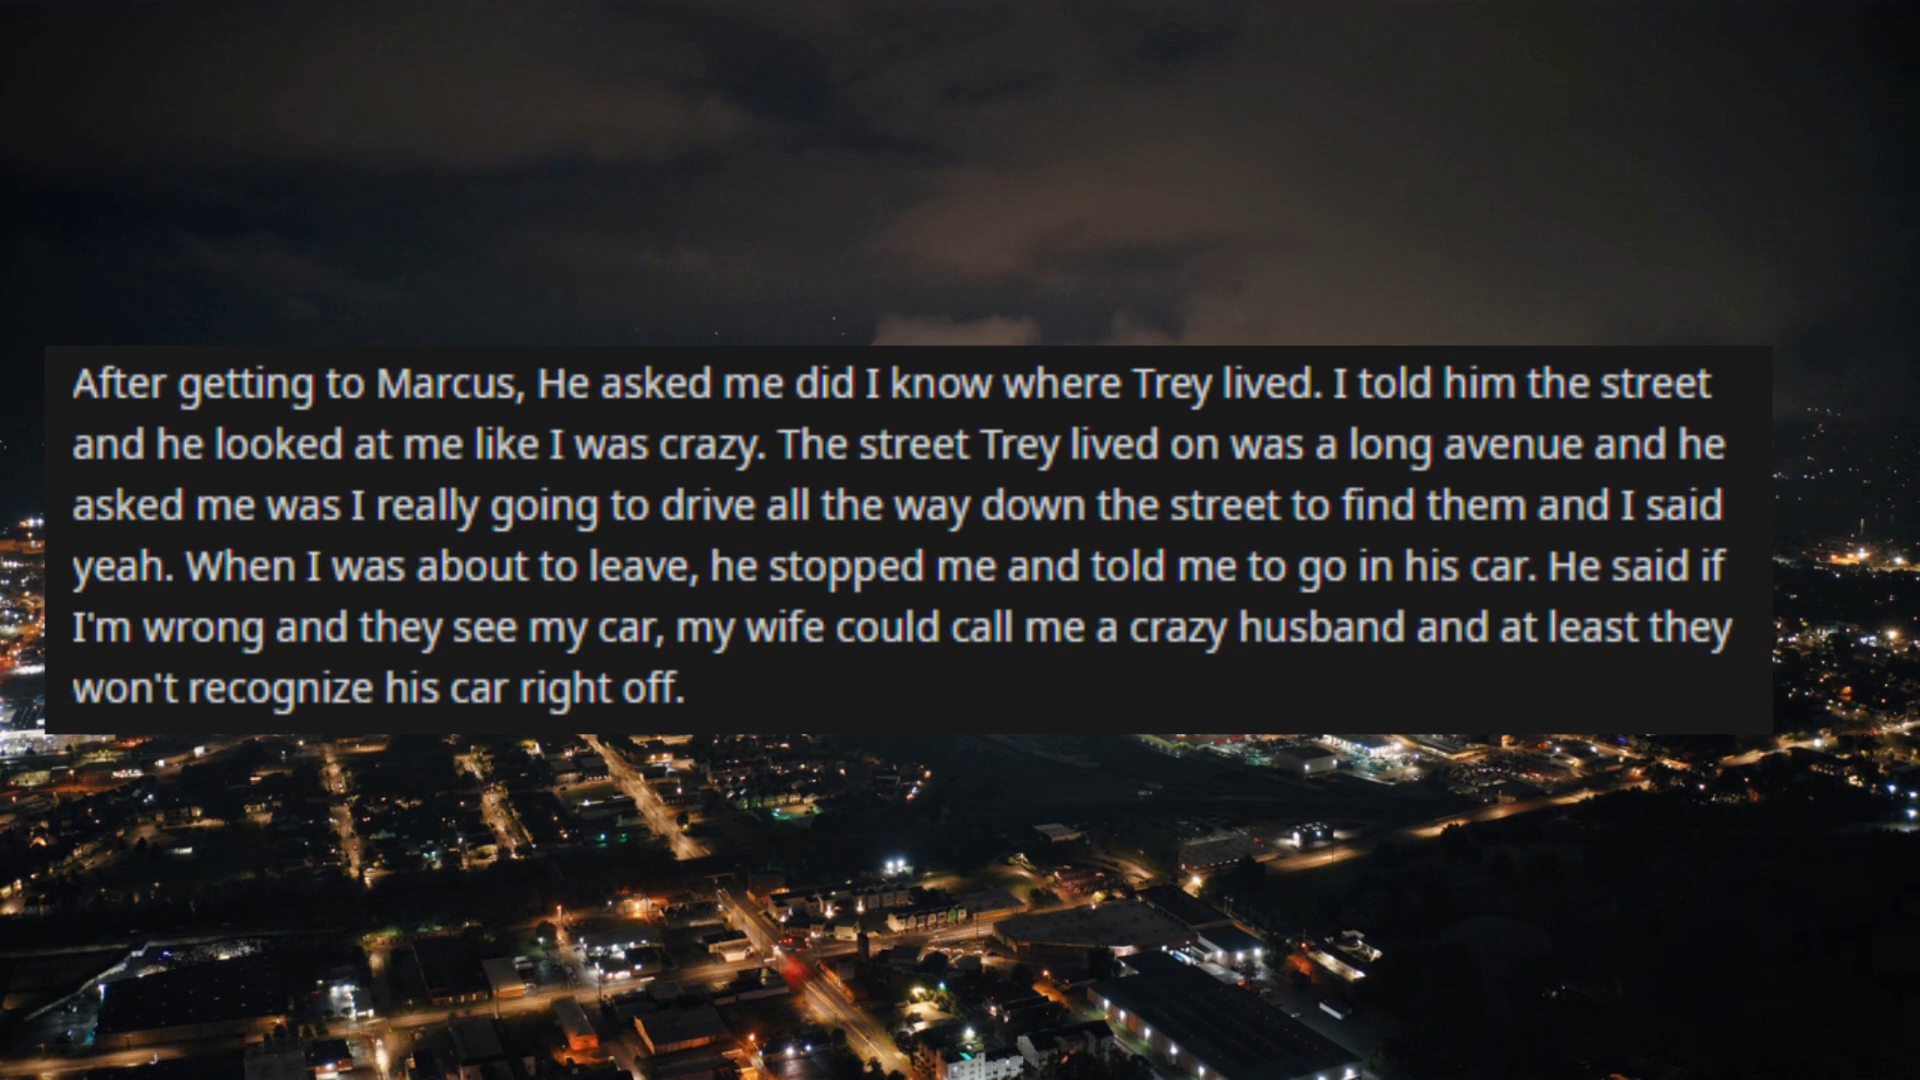 After getting to Marcus, He asked me did I know where Trey lived. I told him the street
and he looked at me like I was crazy. The street Trey lived on was a long avenue and he
asked me was I really going to drive all the way down the street to find them and I said
yeah. When I was about to leave, he stopped me and told me to go in his car. He said if
I'm wrong and they see my car, my wife could call me a crazy husband and at least they
won't recognize his car right off.